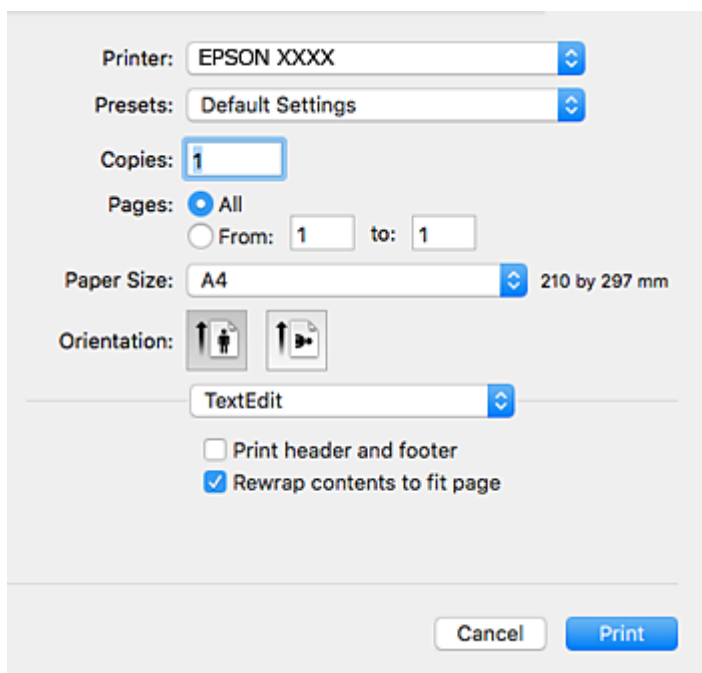 Printer: EPSON XXXX
Presets: Default Settings
Copies: 1
Pages: All
From: 1 to: 1
Paper Size: A4 210 by 297 mm
Orientation:
TextEdit
Print header and footer
Rewrap contents to fit page
Cancel Print